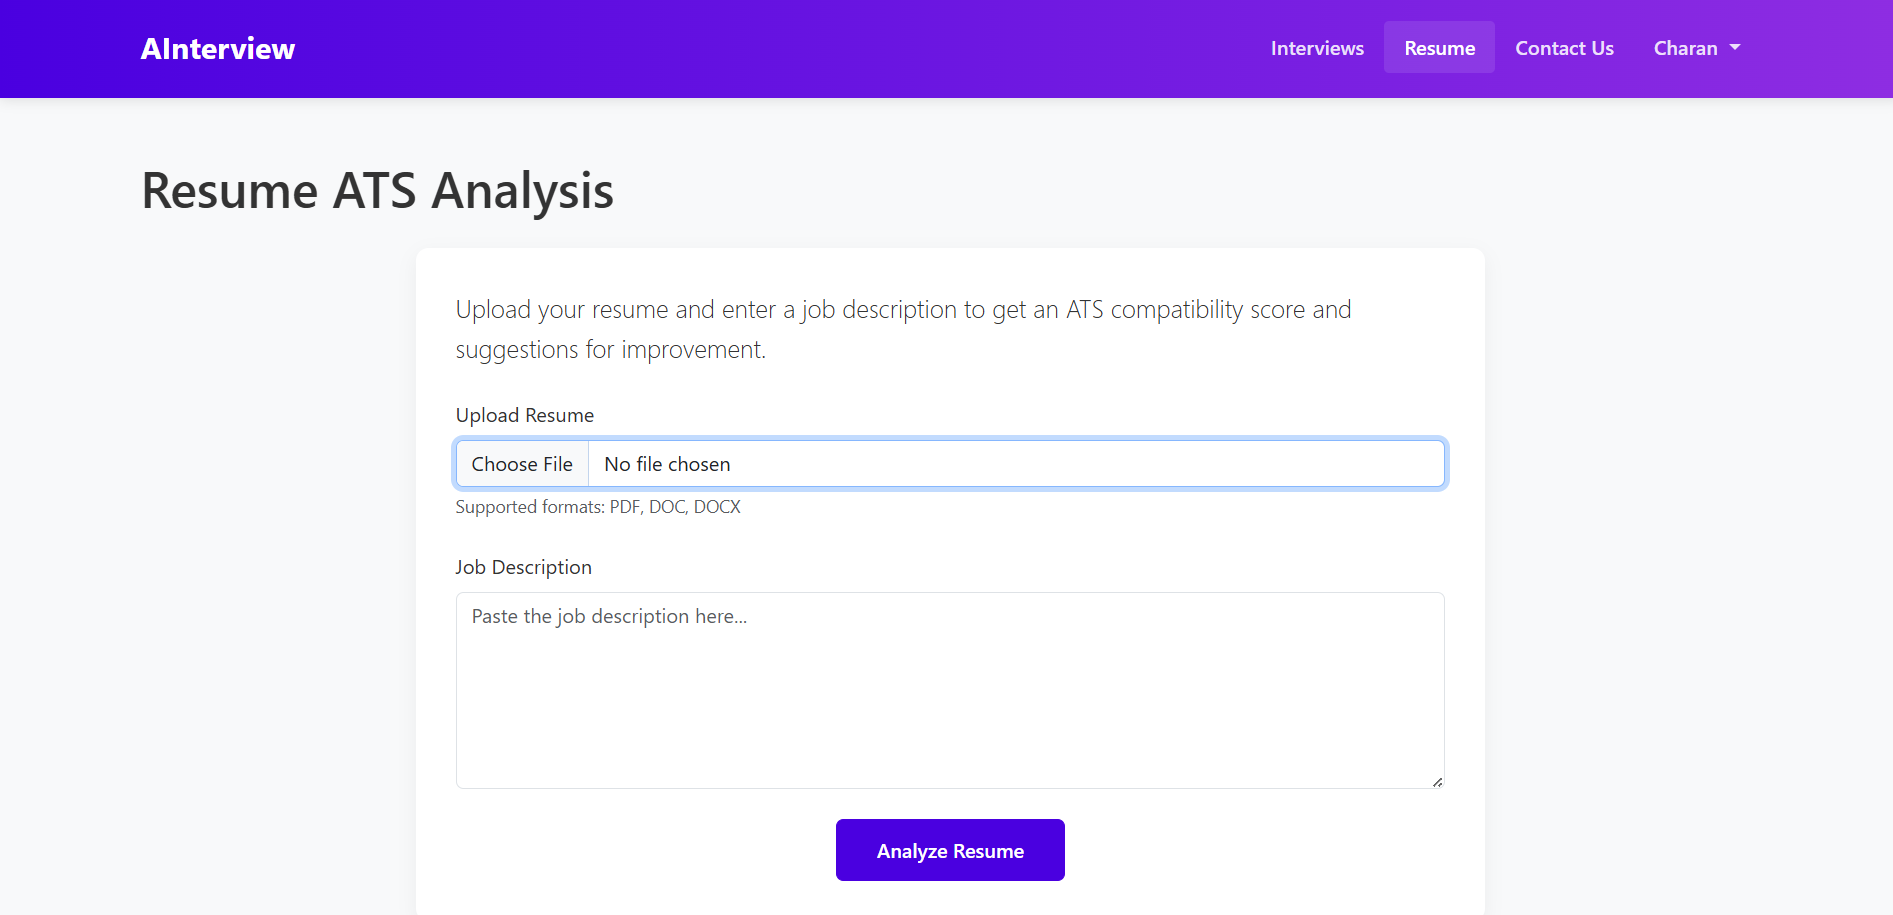 AInterview
Interviews
Resume
Contact Us
Charan
Resume ATS Analysis
Upload your resume and enter a job description to get an ATS compatibility score and
suggestions for improvement.
Upload Resume
Choose File No file chosen
Supported formats: PDF, DOC, DOCX
Job Description
Paste the job description here...
Analyze Resume